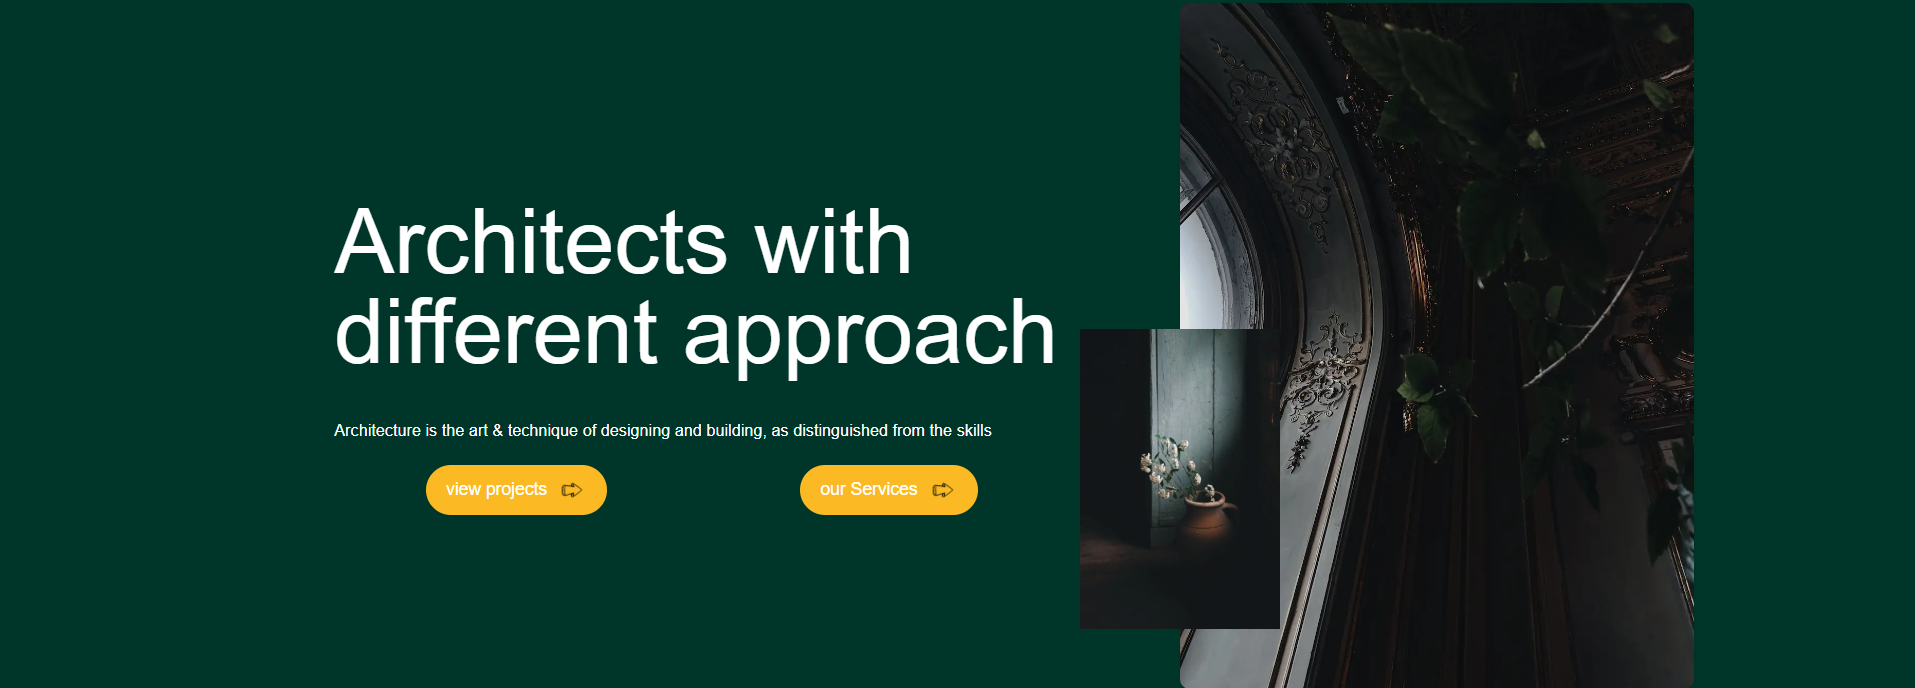 Architects with
different approach
Architecture is the art & technique of designing and building, as distinguished from the skills
view projects
our Services